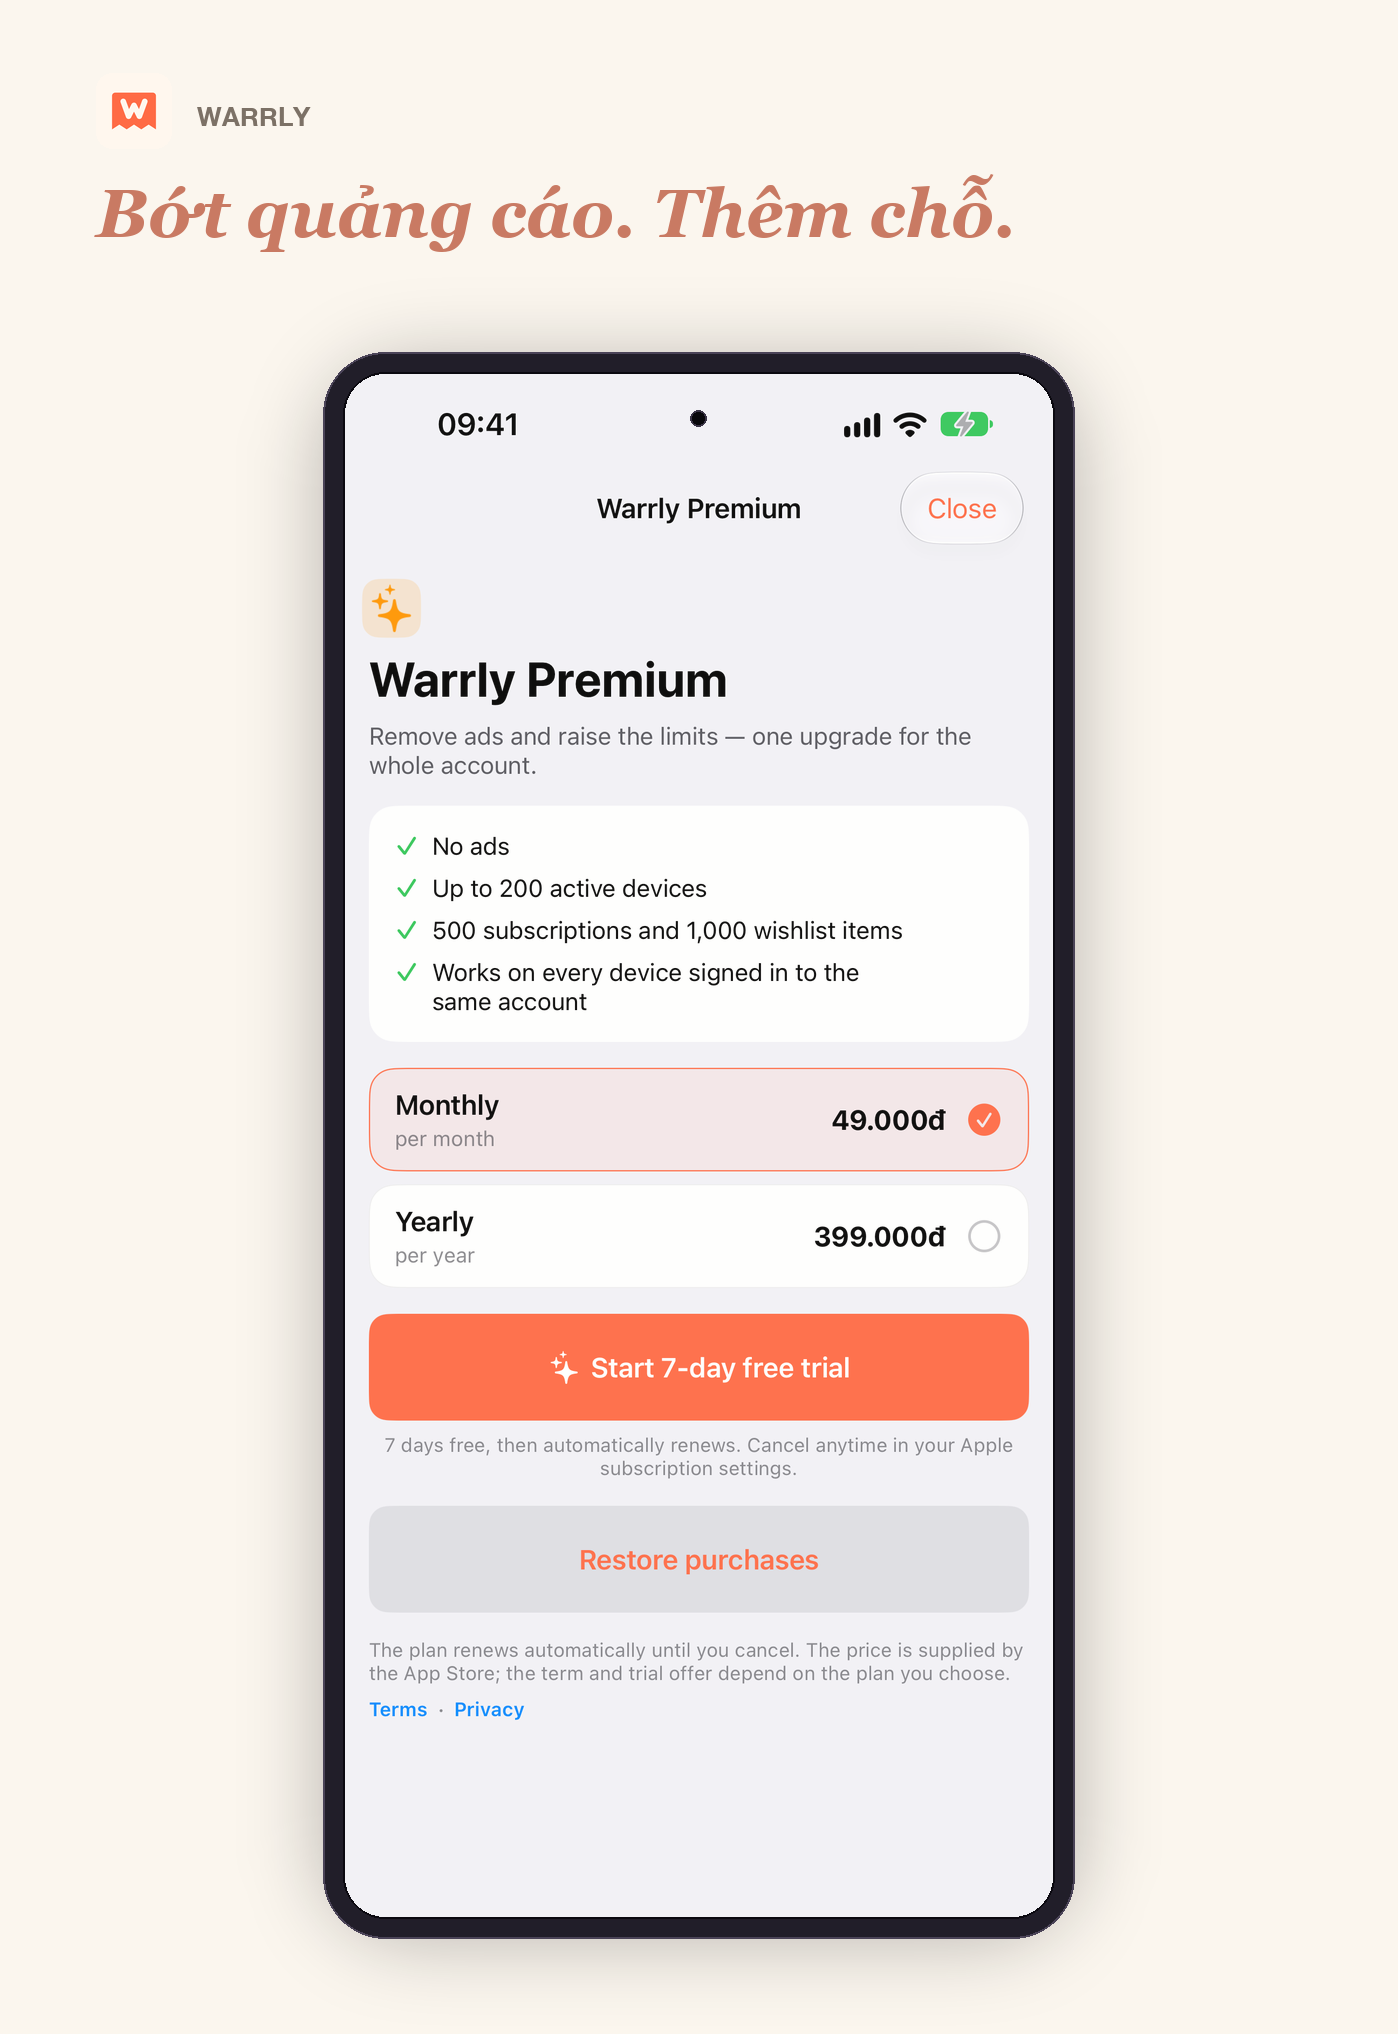 WARRLY
Bớt quảng cáo. Thêm chỗ.
09:41
Warrly Premium
Close
Warrly Premium
Remove ads and raise the limits — one upgrade for the
whole account.
No ads
Up to 200 active devices
500 subscriptions and 1,000 wishlist items
Works on every device signed in to the
same account
Monthly
per month
49.000đ
Yearly
per year
399.000đ
Start 7-day free trial
7 days free, then automatically renews. Cancel anytime in your Apple
subscription settings.
Restore purchases
The plan renews automatically until you cancel. The price is supplied by
the App Store; the term and trial offer depend on the plan you choose.
Terms · Privacy